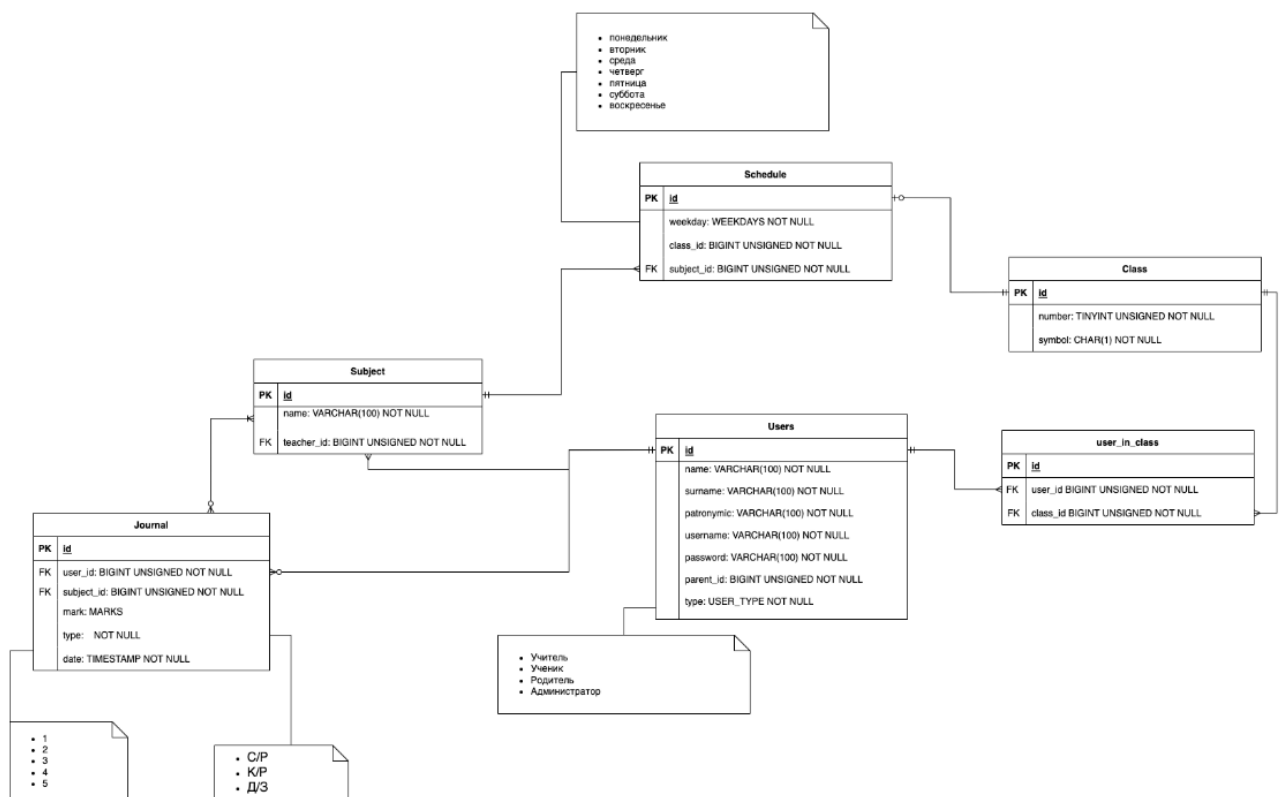 • понедельник
• вторник
• среда
• четверг
• пятница
• суббота
• воскресенье
Schedule
PK id
weekday: WEEKDAYS NOT NULL
class_id: BIGINT UNSIGNED NOT NULL
FK subject_id: BIGINT UNSIGNED NOT NULL
Class
PK id
number: TINYINT UNSIGNED NOT NULL
symbol: CHAR(1) NOT NULL
Subject
PK id
name: VARCHAR(100) NOT NULL
FK teacher_id: BIGINT UNSIGNED NOT NULL
Users
PK id
name: VARCHAR(100) NOT NULL
surname: VARCHAR(100) NOT NULL
patronymic: VARCHAR(100) NOT NULL
username: VARCHAR(100) NOT NULL
password: VARCHAR(100) NOT NULL
parent_id: BIGINT UNSIGNED NOT NULL
type: USER_TYPE NOT NULL
user_in_class
PK id
FK user_id BIGINT UNSIGNED NOT NULL
FK class_id BIGINT UNSIGNED NOT NULL
Journal
PK id
FK user_id: BIGINT UNSIGNED NOT NULL
FK subject_id: BIGINT UNSIGNED NOT NULL
mark: MARKS
type: NOT NULL
date: TIMESTAMP NOT NULL
• Учитель
• Ученик
• Родитель
• Администратор
• 1
• 2
• 3
• 4
• 5
• С/Р
• К/Р
• Д/З